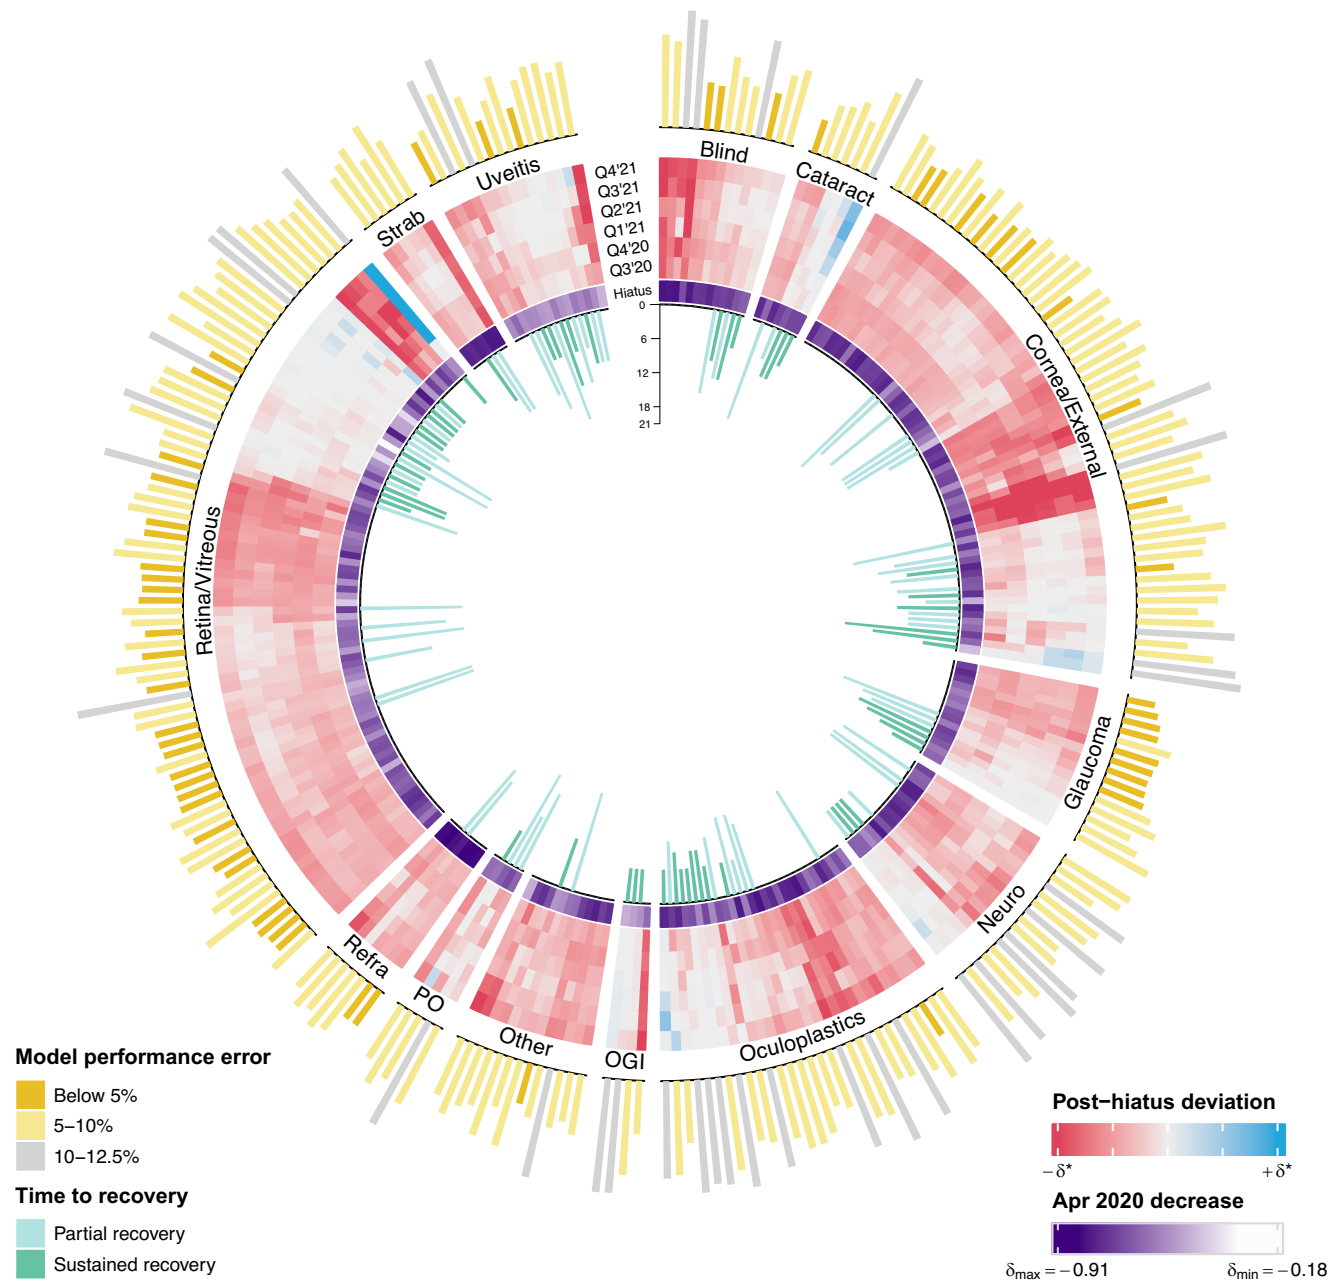 Blind
Cataract
Cornea/External
Glaucoma
Neuro
Oculoplastics
OGI
Other
PO
Refra
Retina/Vitreous
Strab
Uveitis
Q4'21
Q3'21
Q2'21
Q1'21
Q4'20
Q3'20
Hiatus
0
6
12
18
21
Model performance error
Below 5%
5–10%
10–12.5%
Time to recovery
Partial recovery
Sustained recovery
Post−hiatus deviation
−δ* +δ*
Apr 2020 decrease
δmax = −0.91 δmin = −0.18